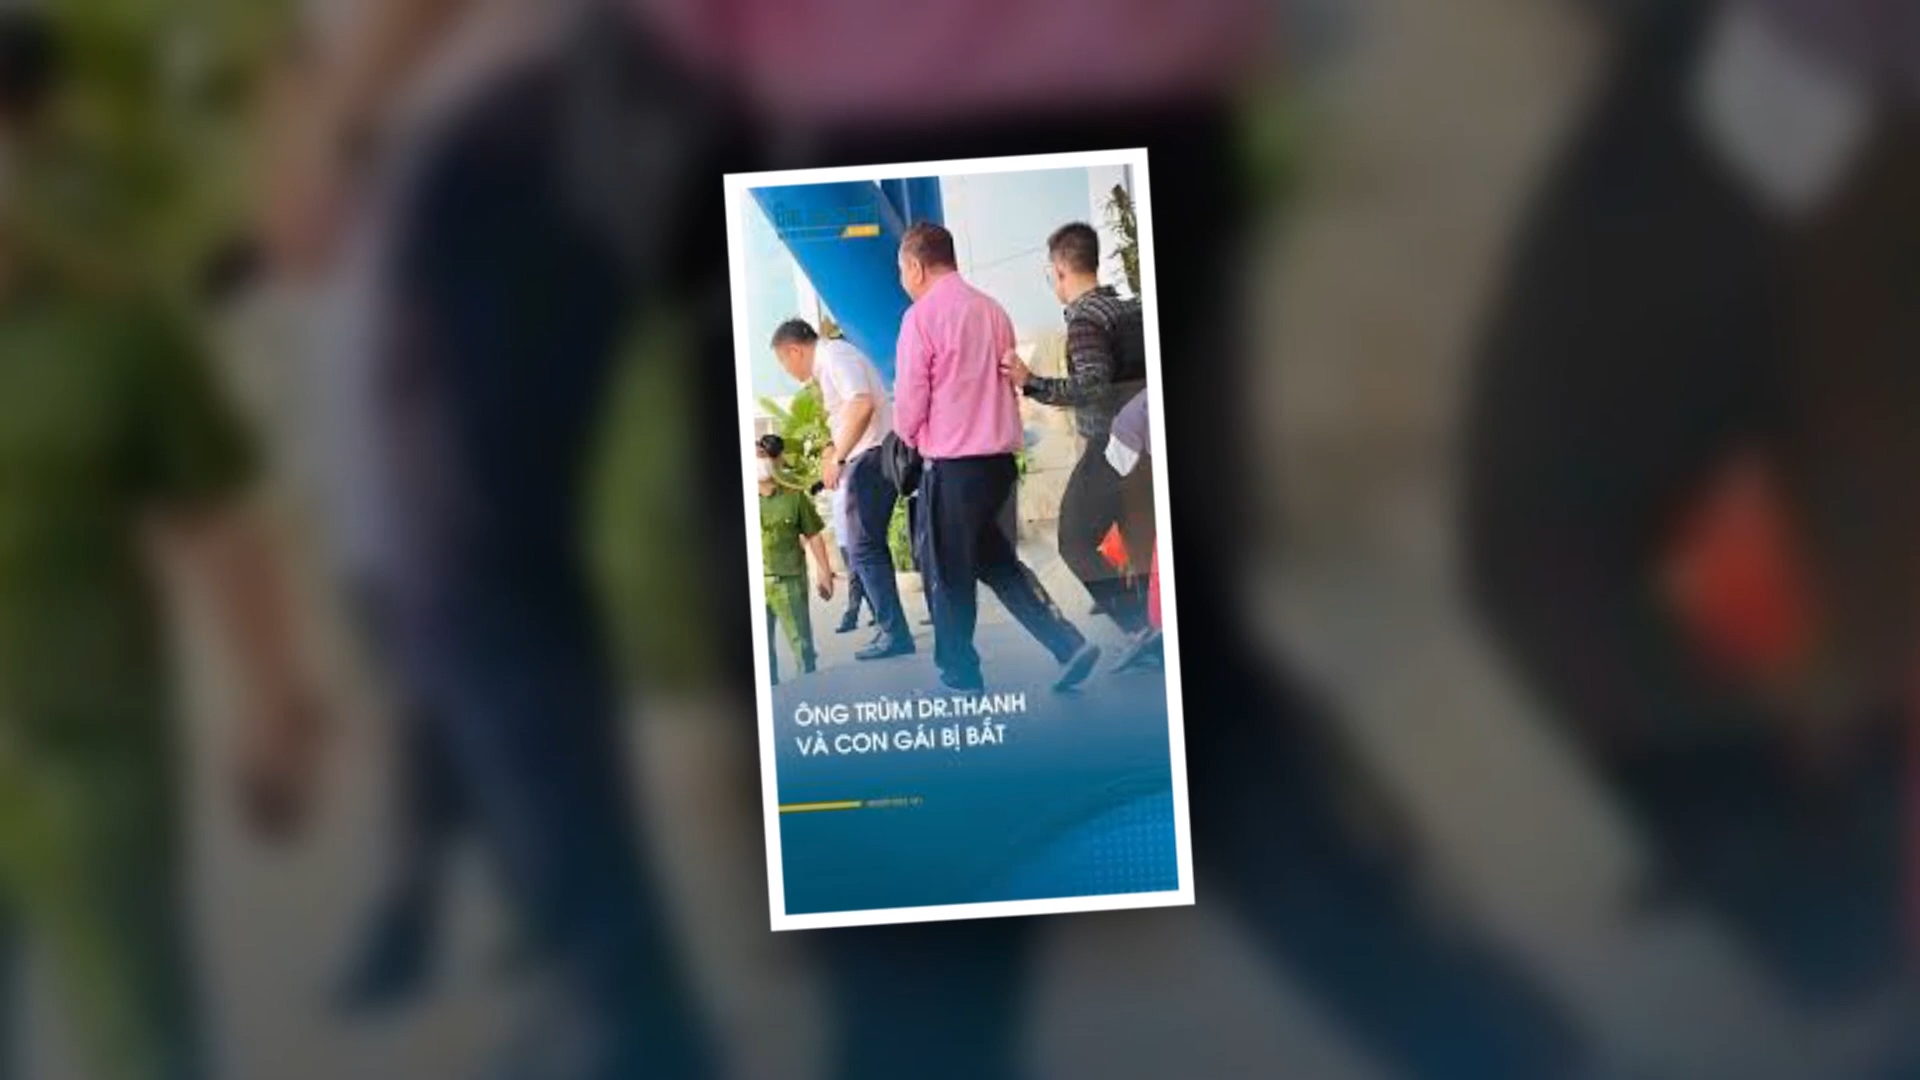 ÔNG TRÙM DR.THANH
VÀ CON GÁI BỊ BẮT